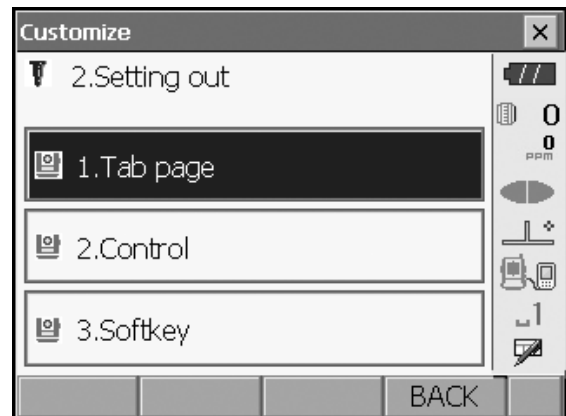 Customize
2.Setting out
0
0
PPM
1.Tab page
2.Control
1
3.Softkey
BACK